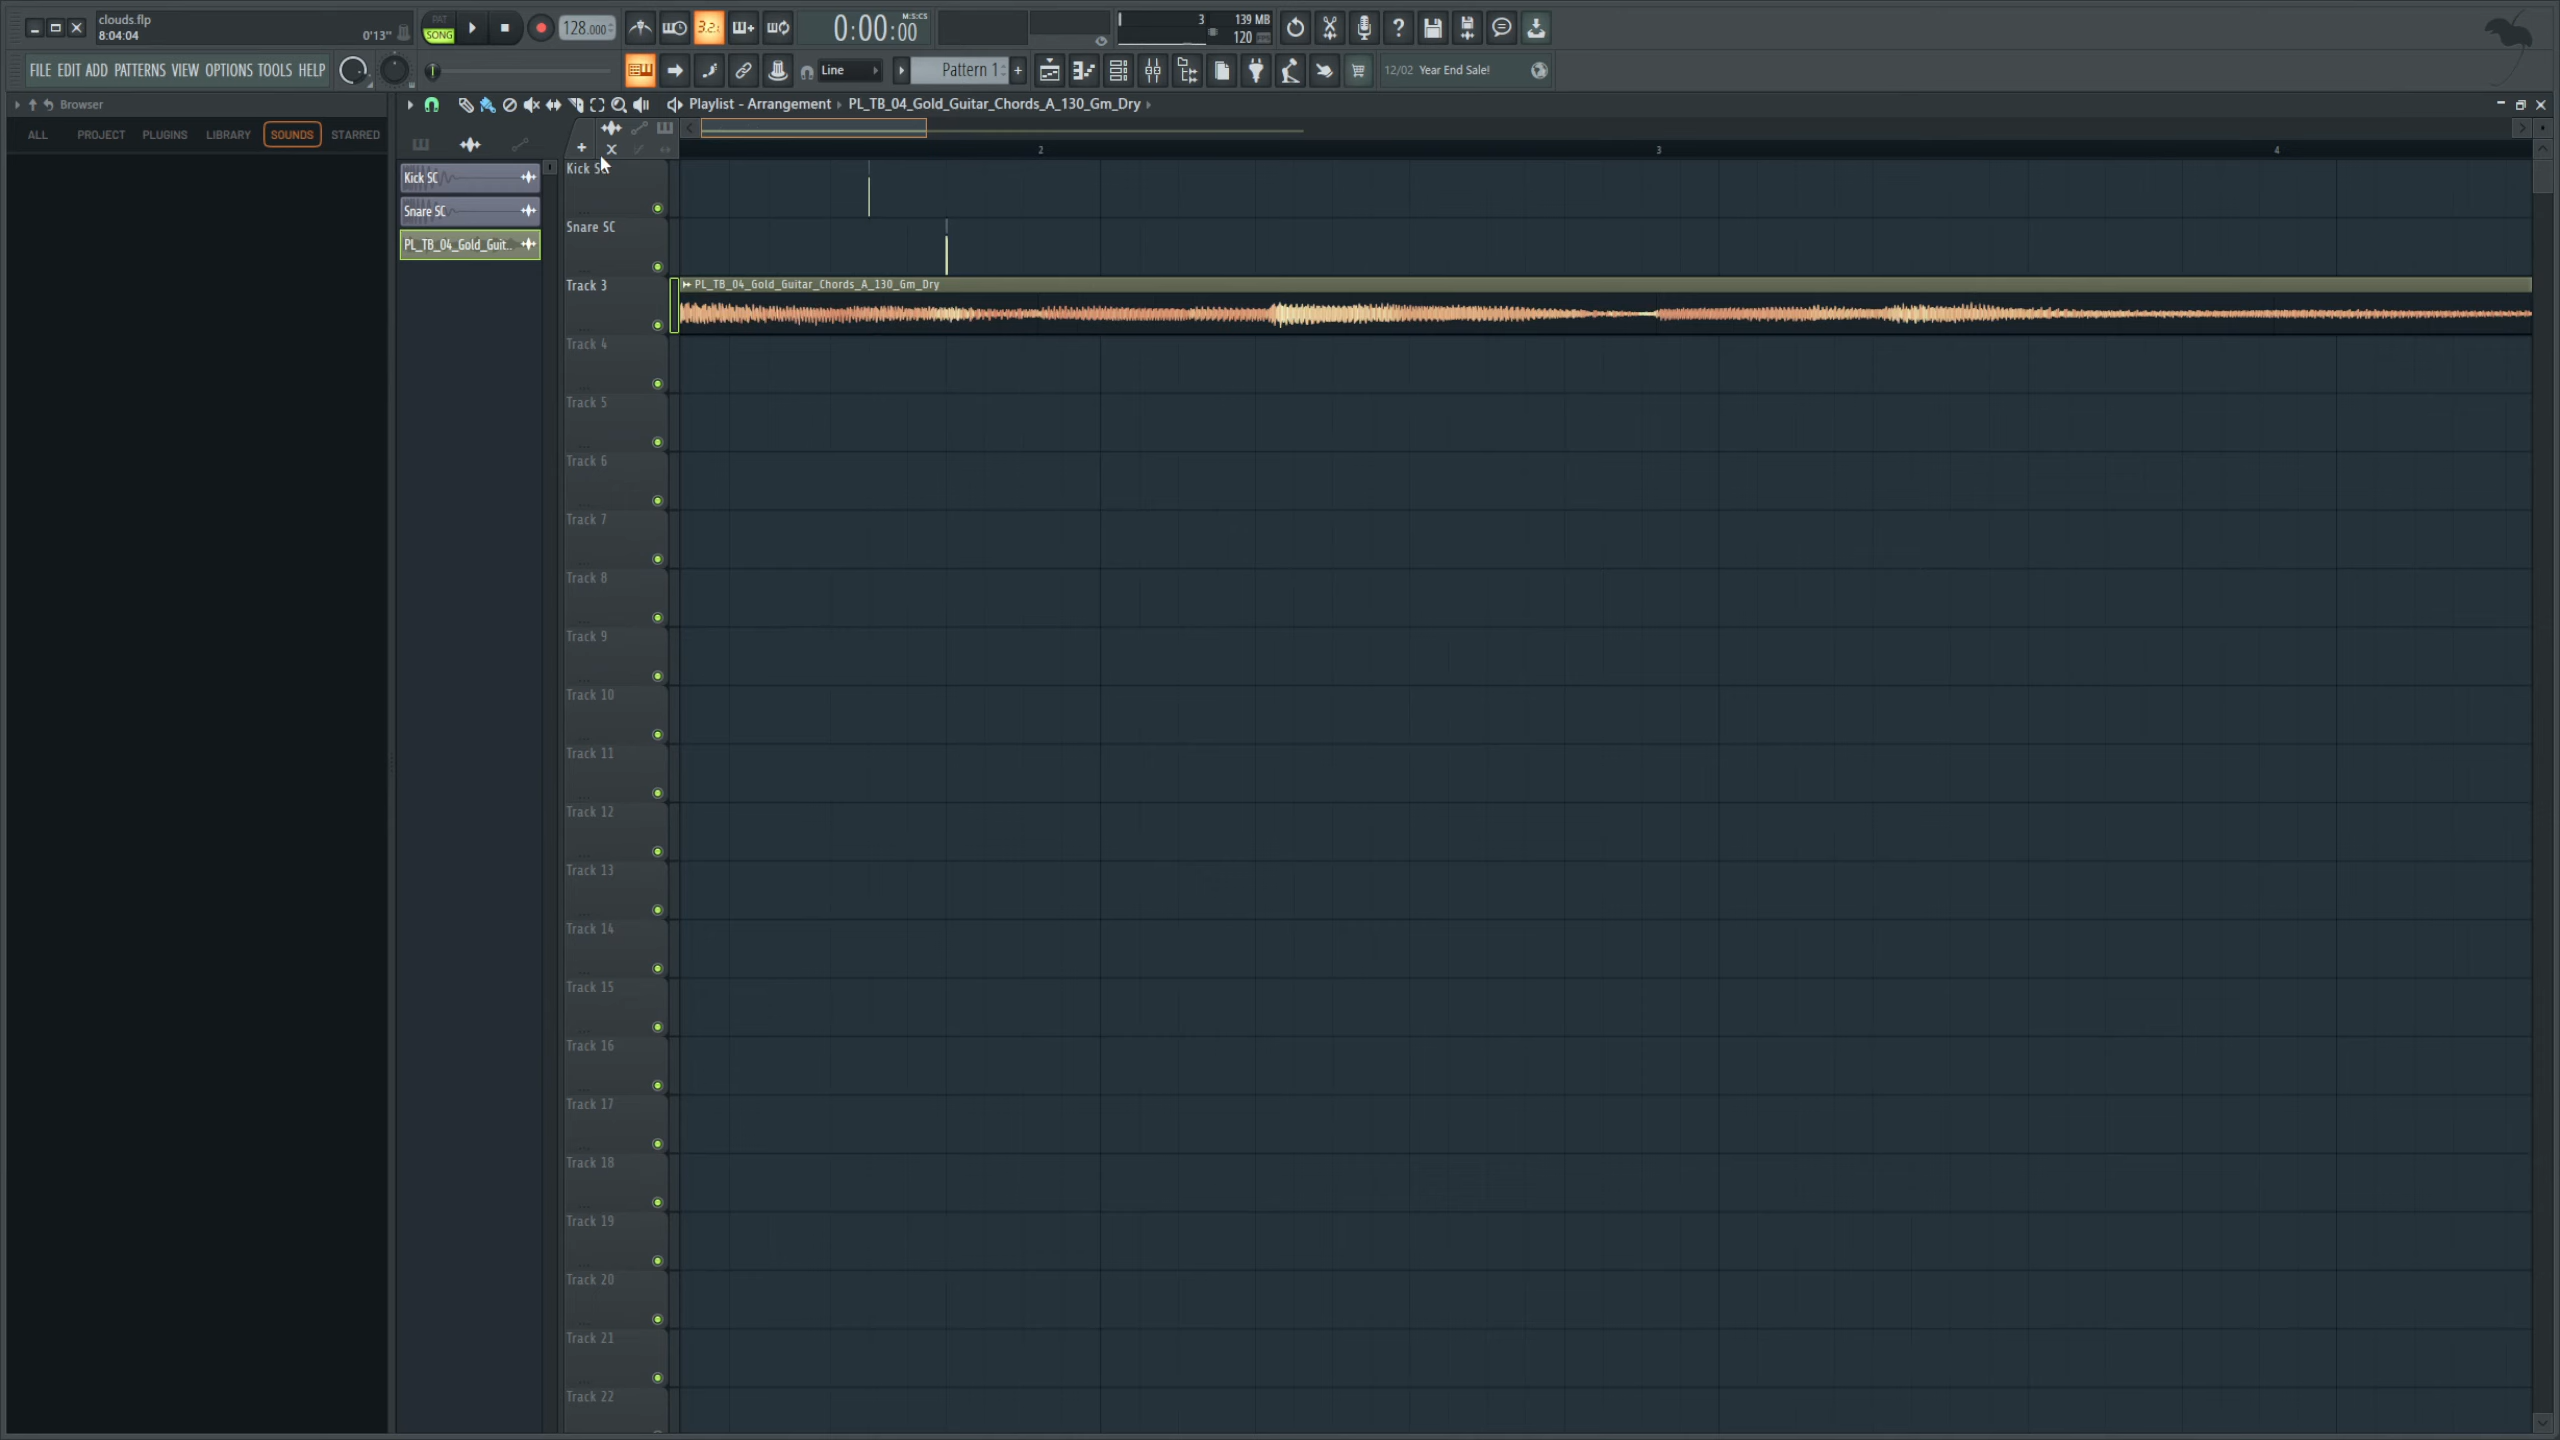 clouds.flp
8:04:04
0'13"
PAT
SONG
128.000
3.2.
0:00:00
M:S:CS
3
139 MB
120
FILE EDIT ADD PATTERNS VIEW OPTIONS TOOLS HELP
Line
Pattern 1
12/02 Year End Sale!
Browser
Playlist - Arrangement
PL_TB_04_Gold_Guitar_Chords_A_130_Gm_Dry
ALL
PROJECT
PLUGINS
LIBRARY
SOUNDS
STARRED
2
3
4
Kick SC
Snare SC
PL_TB_04_Gold_Guit..
Kick S
Snare SC
Track 3
PL_TB_04_Gold_Guitar_Chords_A_130_Gm_Dry
Track 4
Track 5
Track 6
Track 7
Track 8
Track 9
Track 10
Track 11
Track 12
Track 13
Track 14
Track 15
Track 16
Track 17
Track 18
Track 19
Track 20
Track 21
Track 22